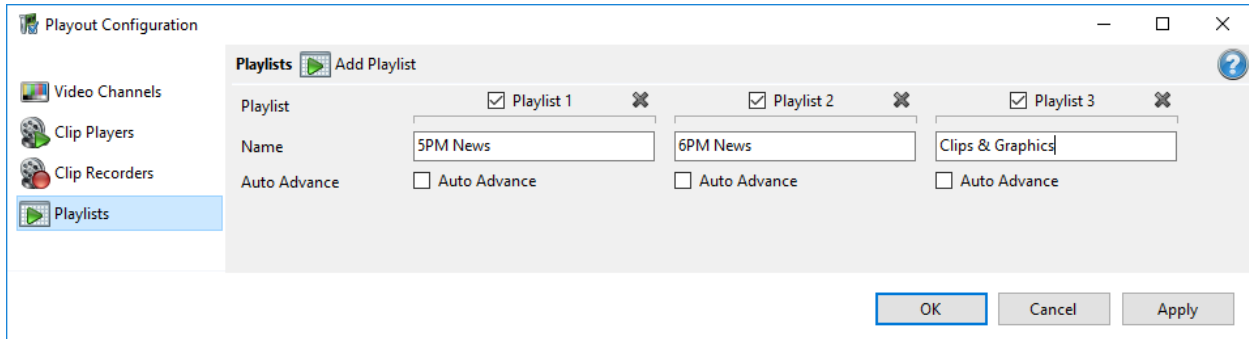 Playout Configuration
Playlists Add Playlist
Video Channels
Clip Players
Clip Recorders
Playlists
Playlist Playlist 1 Playlist 2 Playlist 3
Name 5PM News 6PM News Clips & Graphics
Auto Advance Auto Advance Auto Advance Auto Advance
OK Cancel Apply